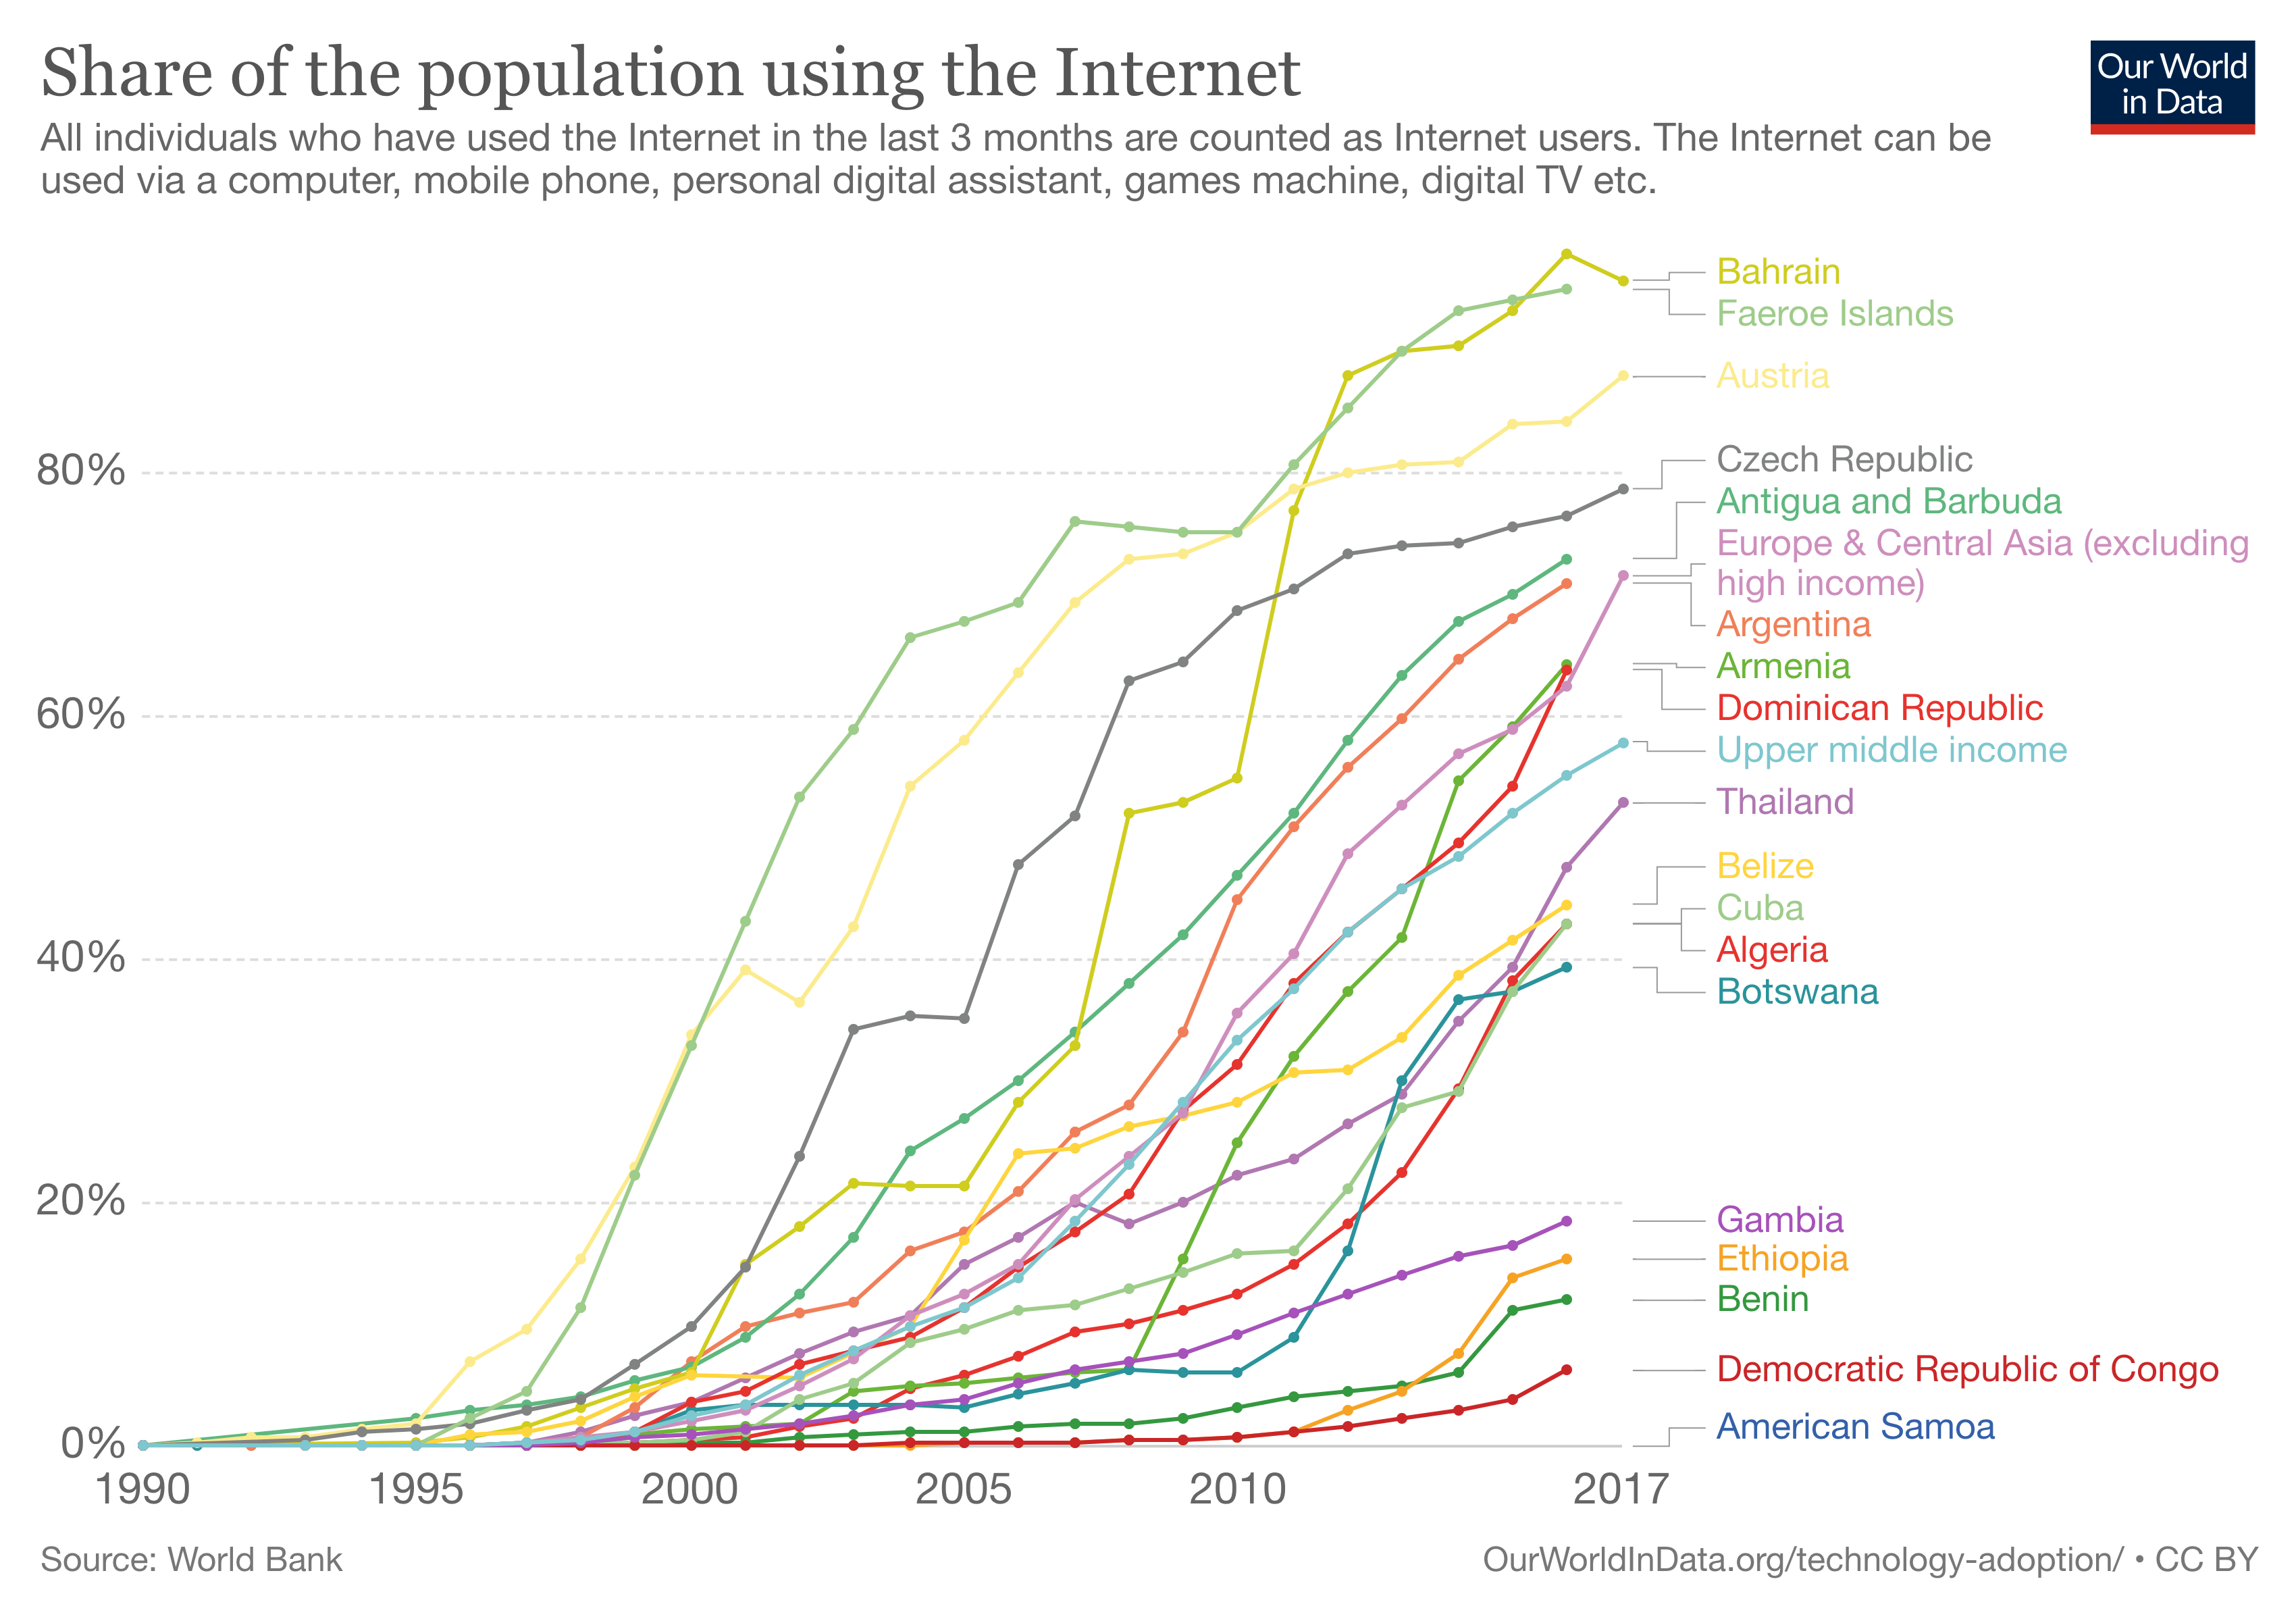 Share of the population using the Internet
Our World
in Data
All individuals who have used the Internet in the last 3 months are counted as Internet users. The Internet can be
used via a computer, mobile phone, personal digital assistant, games machine, digital TV etc.
Bahrain
Faeroe Islands
Austria
Czech Republic
Antigua and Barbuda
Europe & Central Asia (excluding
high income)
Argentina
Armenia
Dominican Republic
Upper middle income
Thailand
Belize
Cuba
Algeria
Botswana
Gambia
Ethiopia
Benin
Democratic Republic of Congo
American Samoa
80%
60%
40%
20%
0%
1990 1995 2000 2005 2010 2017
Source: World Bank
OurWorldInData.org/technology-adoption/ • CC BY